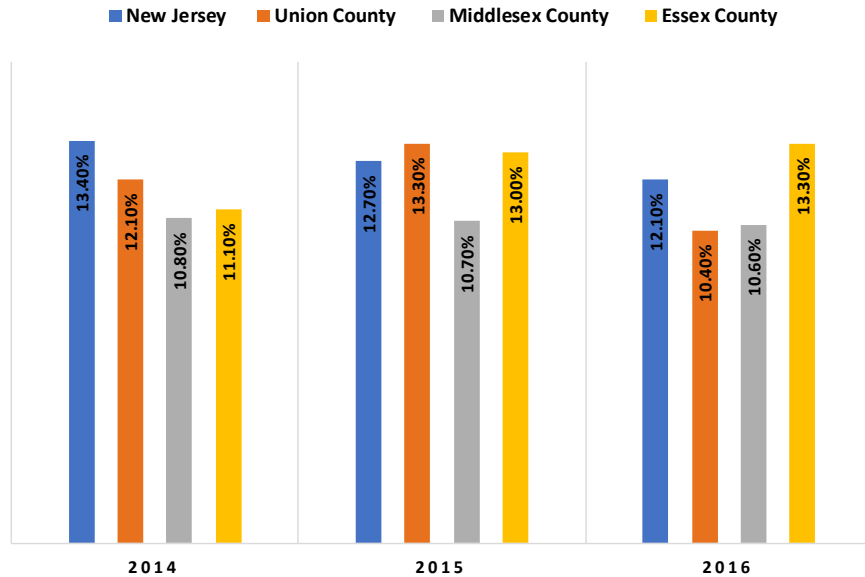 New Jersey Union County Middlesex County Essex County
13.40% 12.10% 10.80% 11.10% 12.70% 13.30% 10.70% 13.00% 12.10% 10.40% 10.60% 13.30%
2014 2015 2016